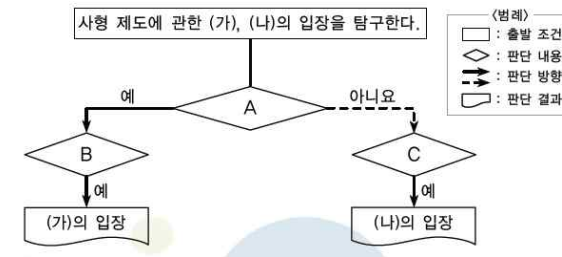 사형 제도에 관한 (가), (나)의 입장을 탐구한다.
〈범례〉
: 출발 조건
: 판단 내용
: 판단 방향
: 판단 결과
예
A
아니요
B
C
예
예
(가)의 입장
(나)의 입장